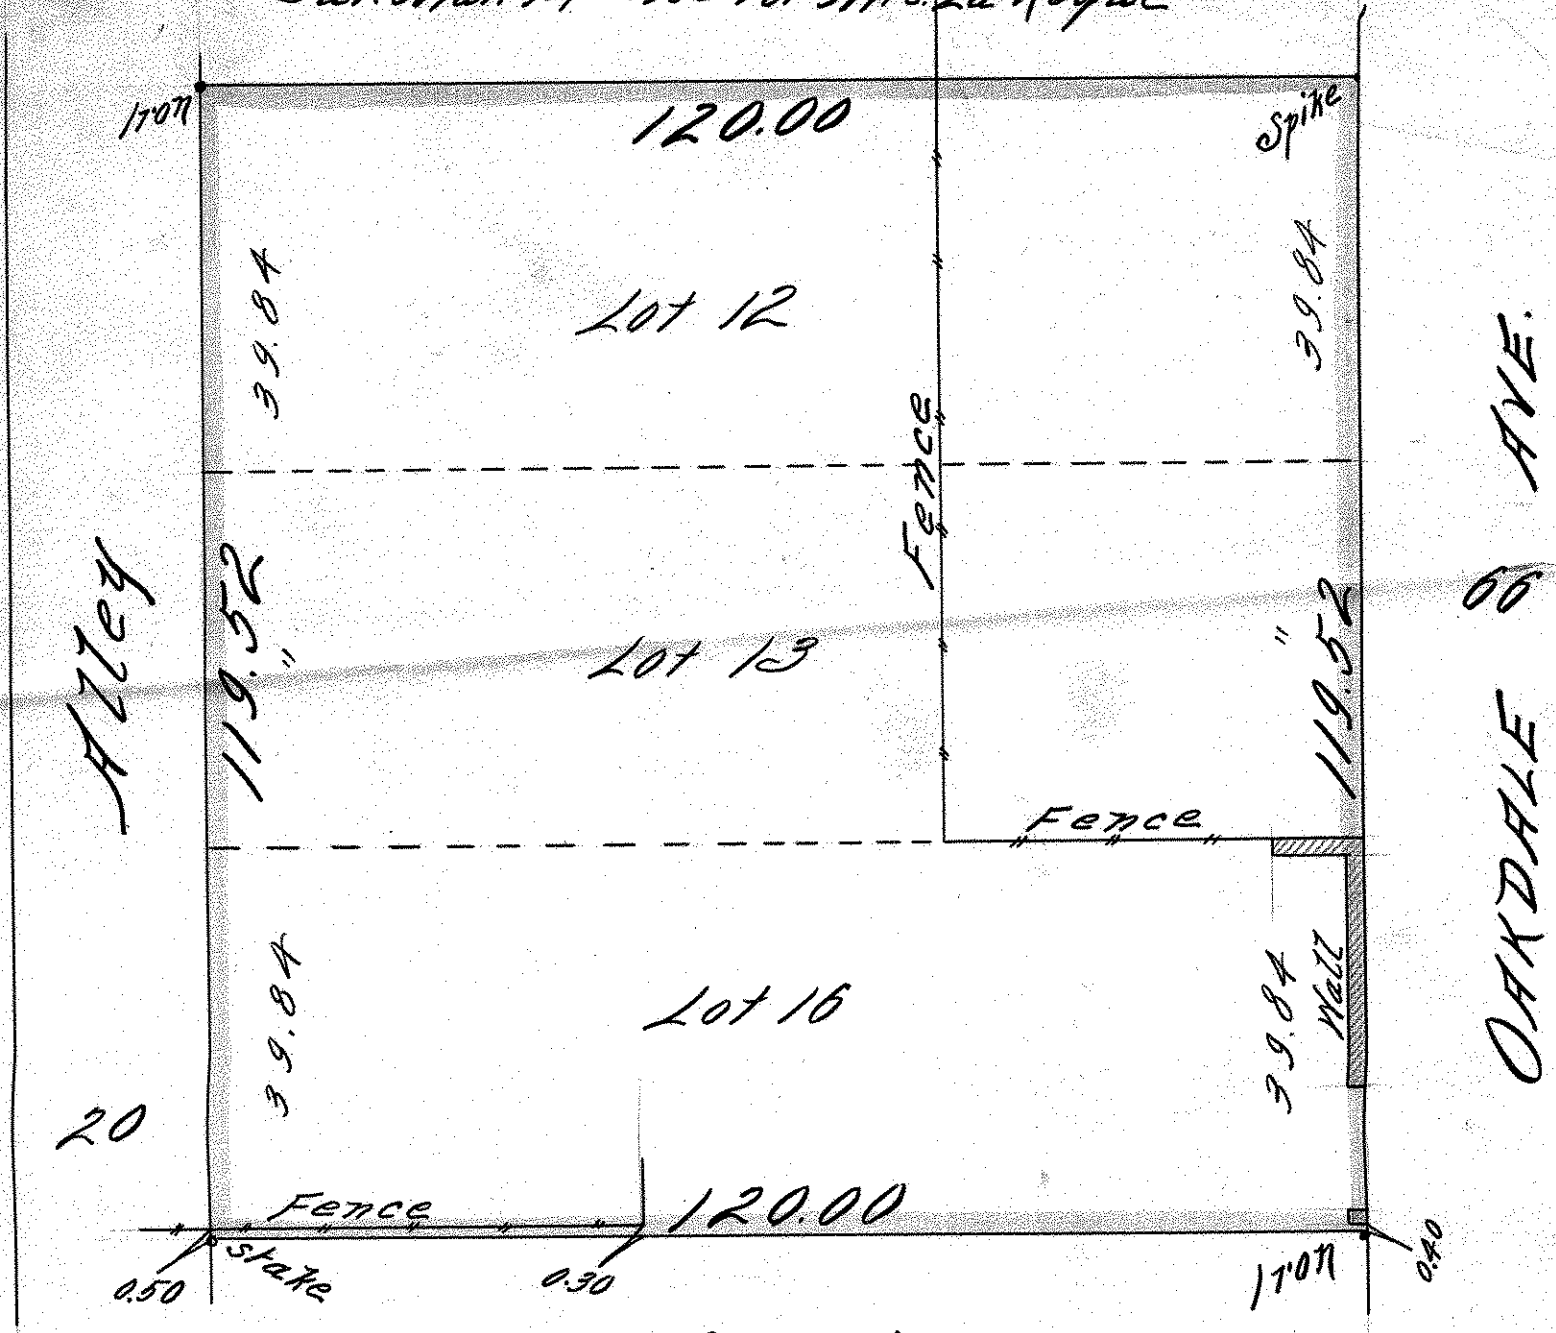 Iron
120.00
Spike
39.84
Lot 12
39.84
Fence
AVE.
Alley
119.52
"
Lot 13
"
119.52
66
Fence
OAKDALE
39.84
Lot 16
39.84
Wall
20
Fence
120.00
0.50
stake
0.30
Iron
0.40